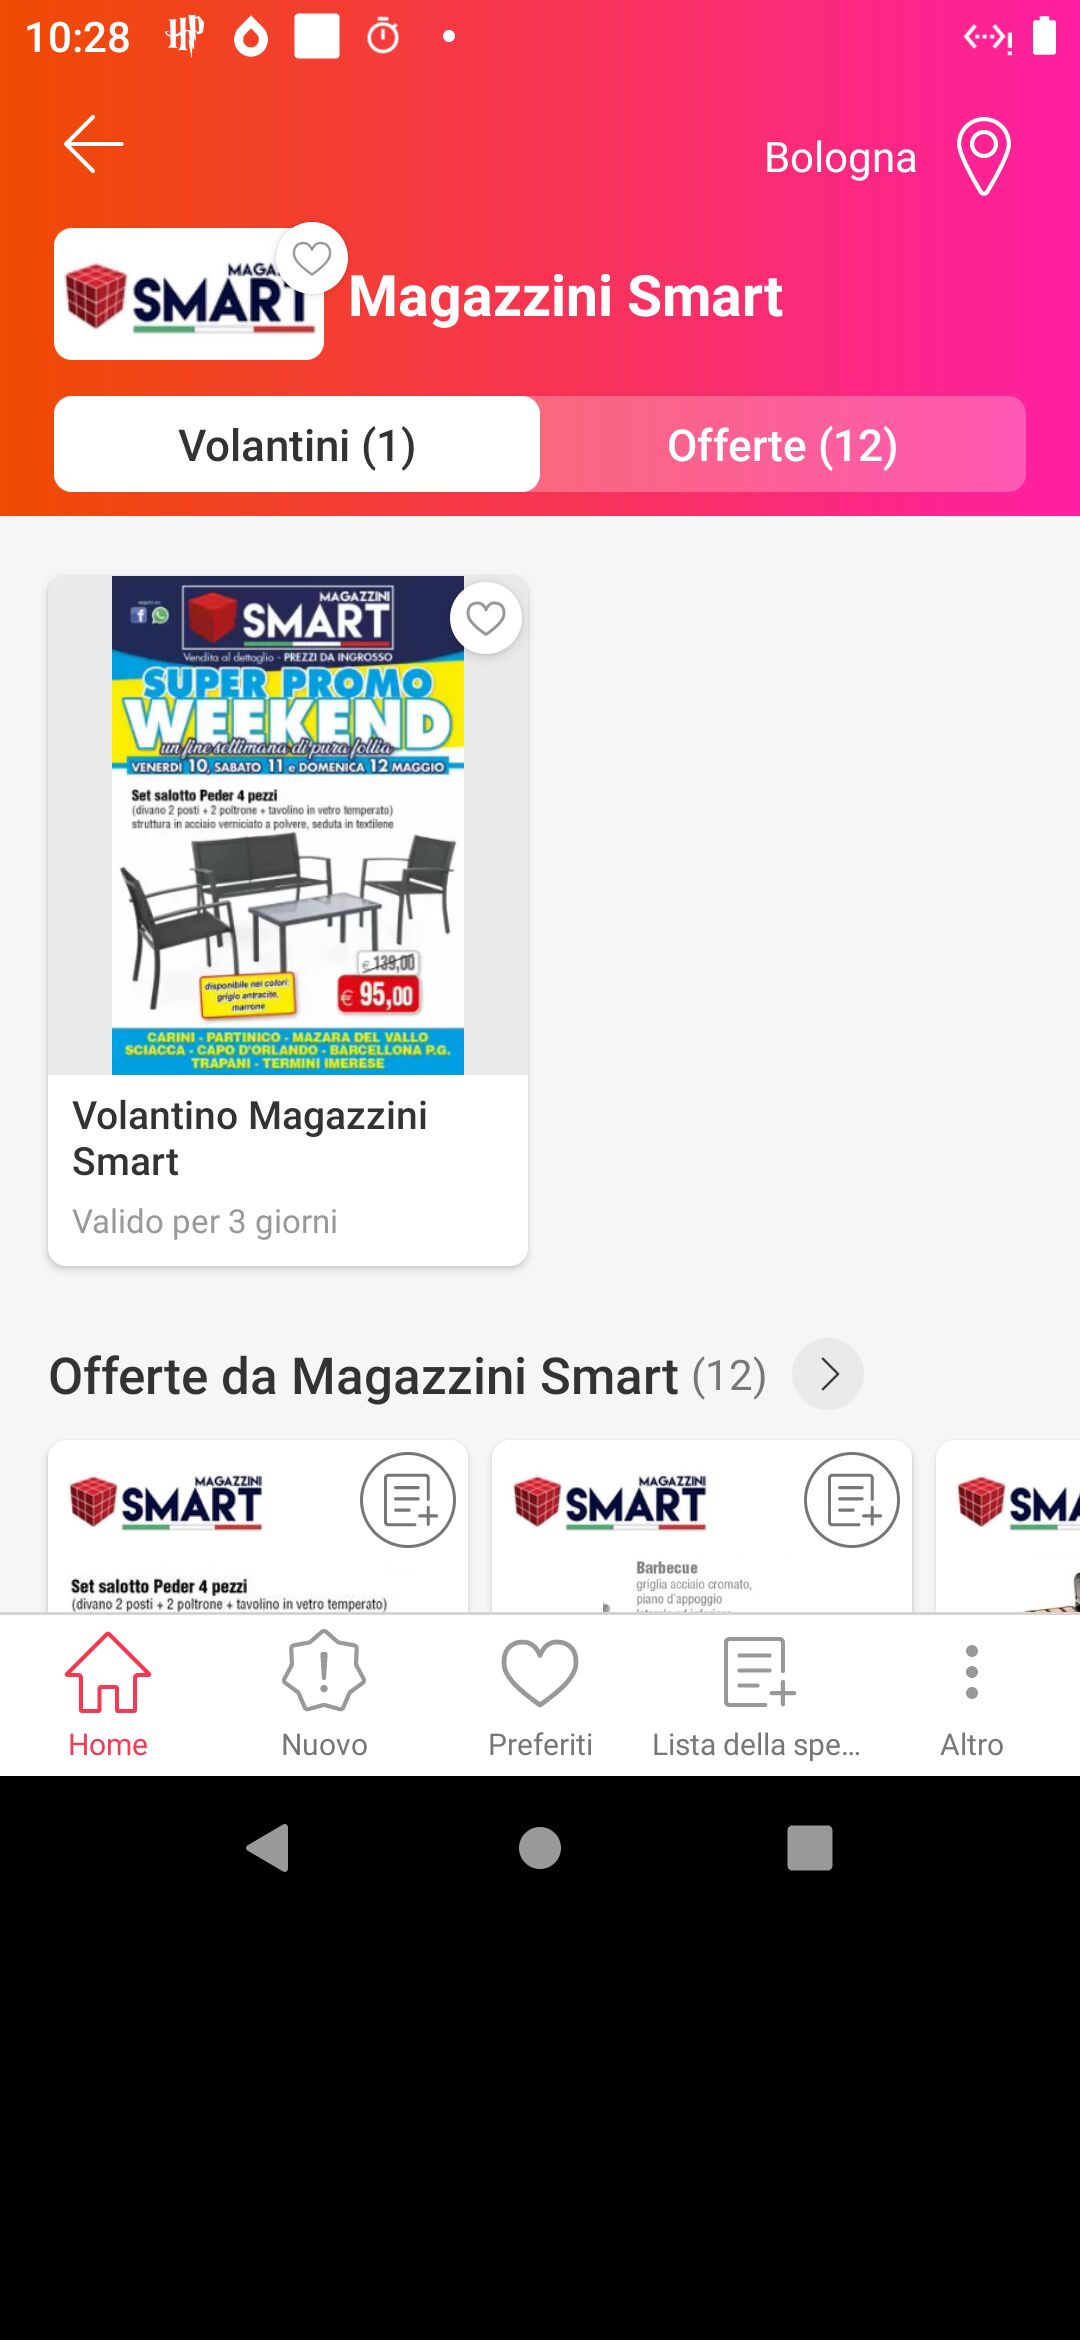 10:28
Bologna
MAGA
SMART
Magazzini Smart
Volantini (1)
Offerte (12)
MAGAZZINI
SMART
Vendita al dettaglio - PREZZI DA INGROSSO
SUPER PROMO
WEEKEND
un fine settimana di pura follia
VENERDÌ 10, SABATO 11 e DOMENICA 12 MAGGIO
Set salotto Peder 4 pezzi
(divano 2 posti + 2 poltrone + tavolino in vetro temperato)
struttura in acciaio verniciato a polvere, seduta in textilene
€ 139,00
disponibile nei colori:
grigio antracite,
marrone
€ 95,00
CARINI - PARTINICO - MAZARA DEL VALLO
SCIACCA - CAPO D'ORLANDO - BARCELLONA P.G.
TRAPANI - TERMINI IMERESE
Volantino Magazzini
Smart
Valido per 3 giorni
Offerte da Magazzini Smart (12)
MAGAZZINI
SMART
Set salotto Peder 4 pezzi
(divano 2 posti + 2 poltrone + tavolino in vetro temperato)
MAGAZZINI
SMART
Barbecue
griglia acciaio cromato,
piano d'appoggio
SMA
Home
Nuovo
Preferiti
Lista della spe...
Altro